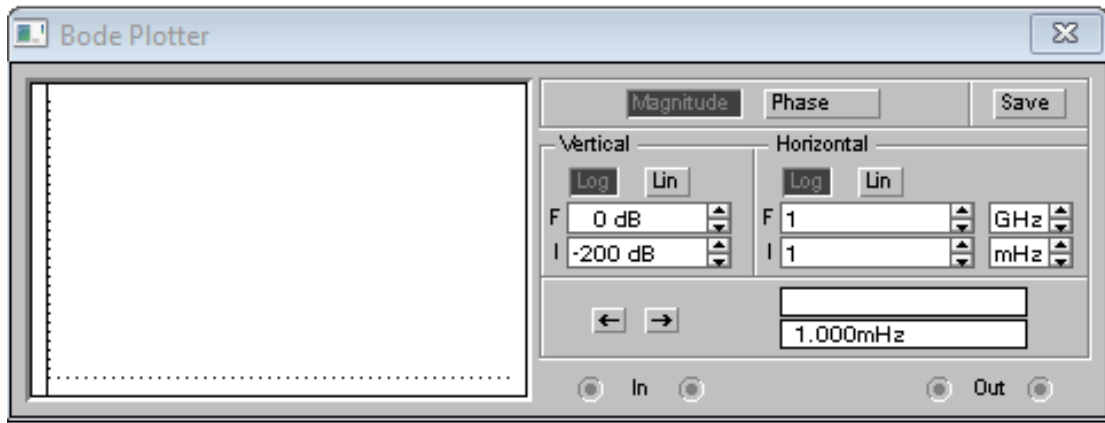 Bode Plotter
Magnitude Phase Save
Vertical Horizontal
Log Lin Log Lin
F 0 dB F 1 GHz
I -200 dB I 1 mHz
1.000mHz
In Out